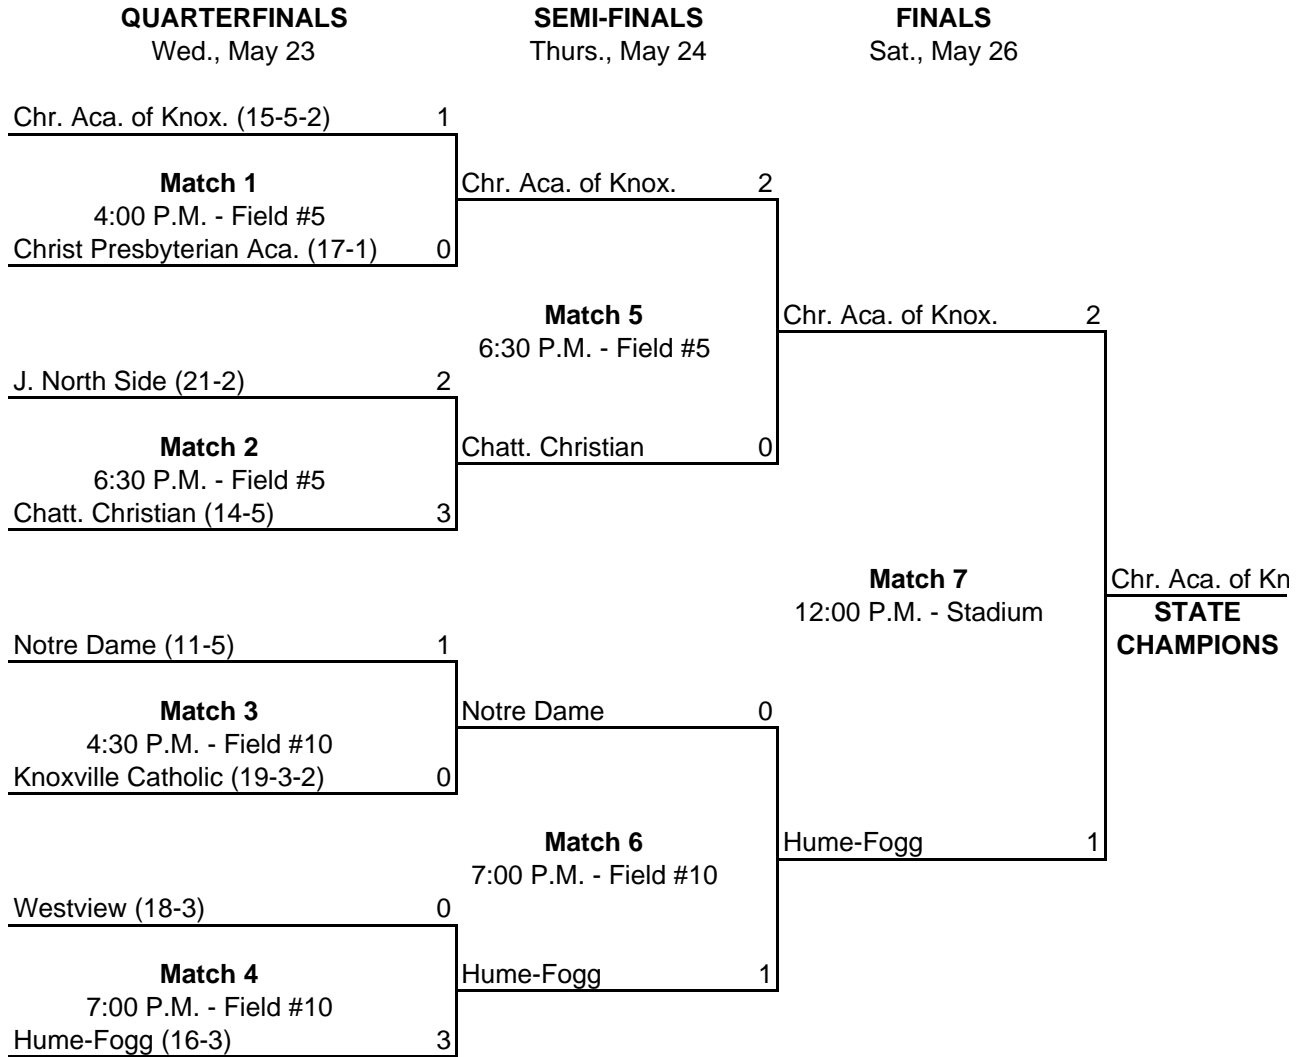 QUARTERFINALS SEMI-FINALS FINALS
Wed., May 23 Thurs., May 24 Sat., May 26
Chr. Aca. of Knox. (15-5-2) 1
Match 1
4:00 P.M. - Field #5
Christ Presbyterian Aca. (17-1) 0
Chr. Aca. of Knox. 2
Match 5
6:30 P.M. - Field #5
Chatt. Christian 0
J. North Side (21-2) 2
Match 2
6:30 P.M. - Field #5
Chatt. Christian (14-5) 3
Chr. Aca. of Knox. 2
Match 7
12:00 P.M. - Stadium
Hume-Fogg 1
Chr. Aca. of Kn
STATE
CHAMPIONS
Notre Dame (11-5) 1
Match 3
4:30 P.M. - Field #10
Knoxville Catholic (19-3-2) 0
Notre Dame 0
Match 6
7:00 P.M. - Field #10
Hume-Fogg 1
Westview (18-3) 0
Match 4
7:00 P.M. - Field #10
Hume-Fogg (16-3) 3